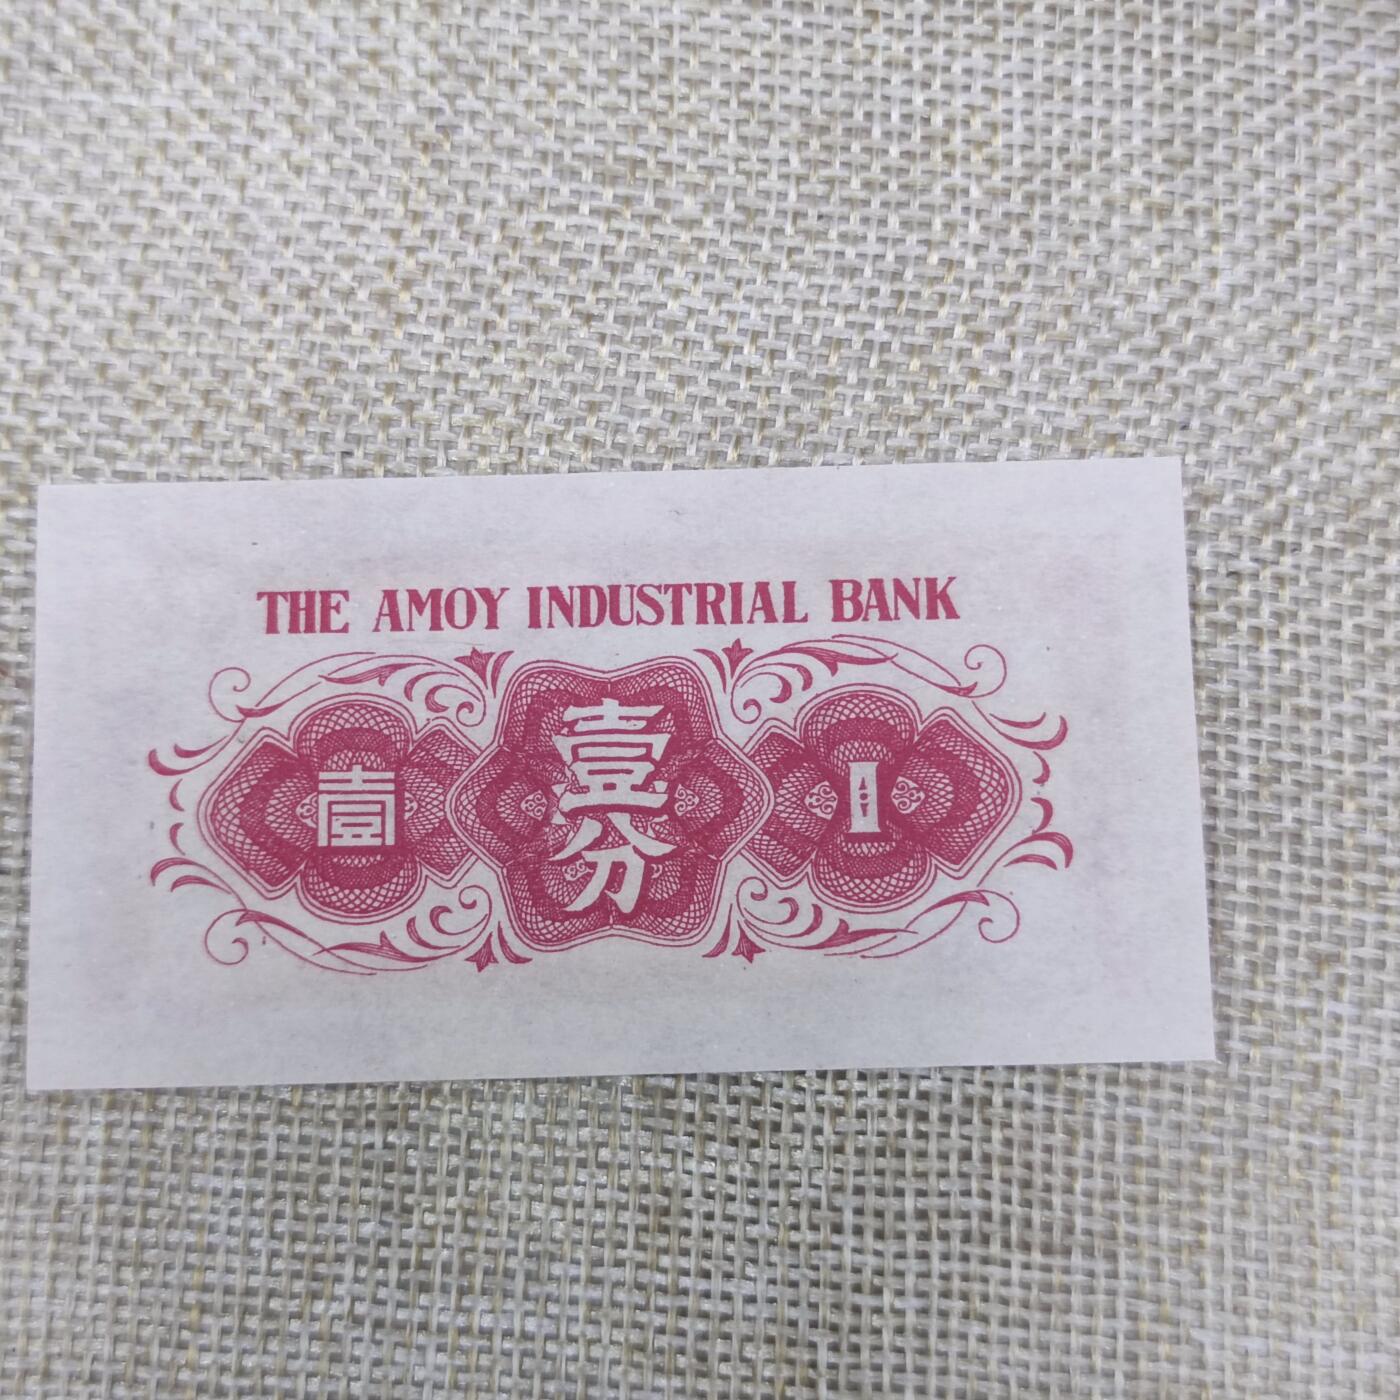 THE AMOY INDUSTRIAL BANK
壹
壹分
1